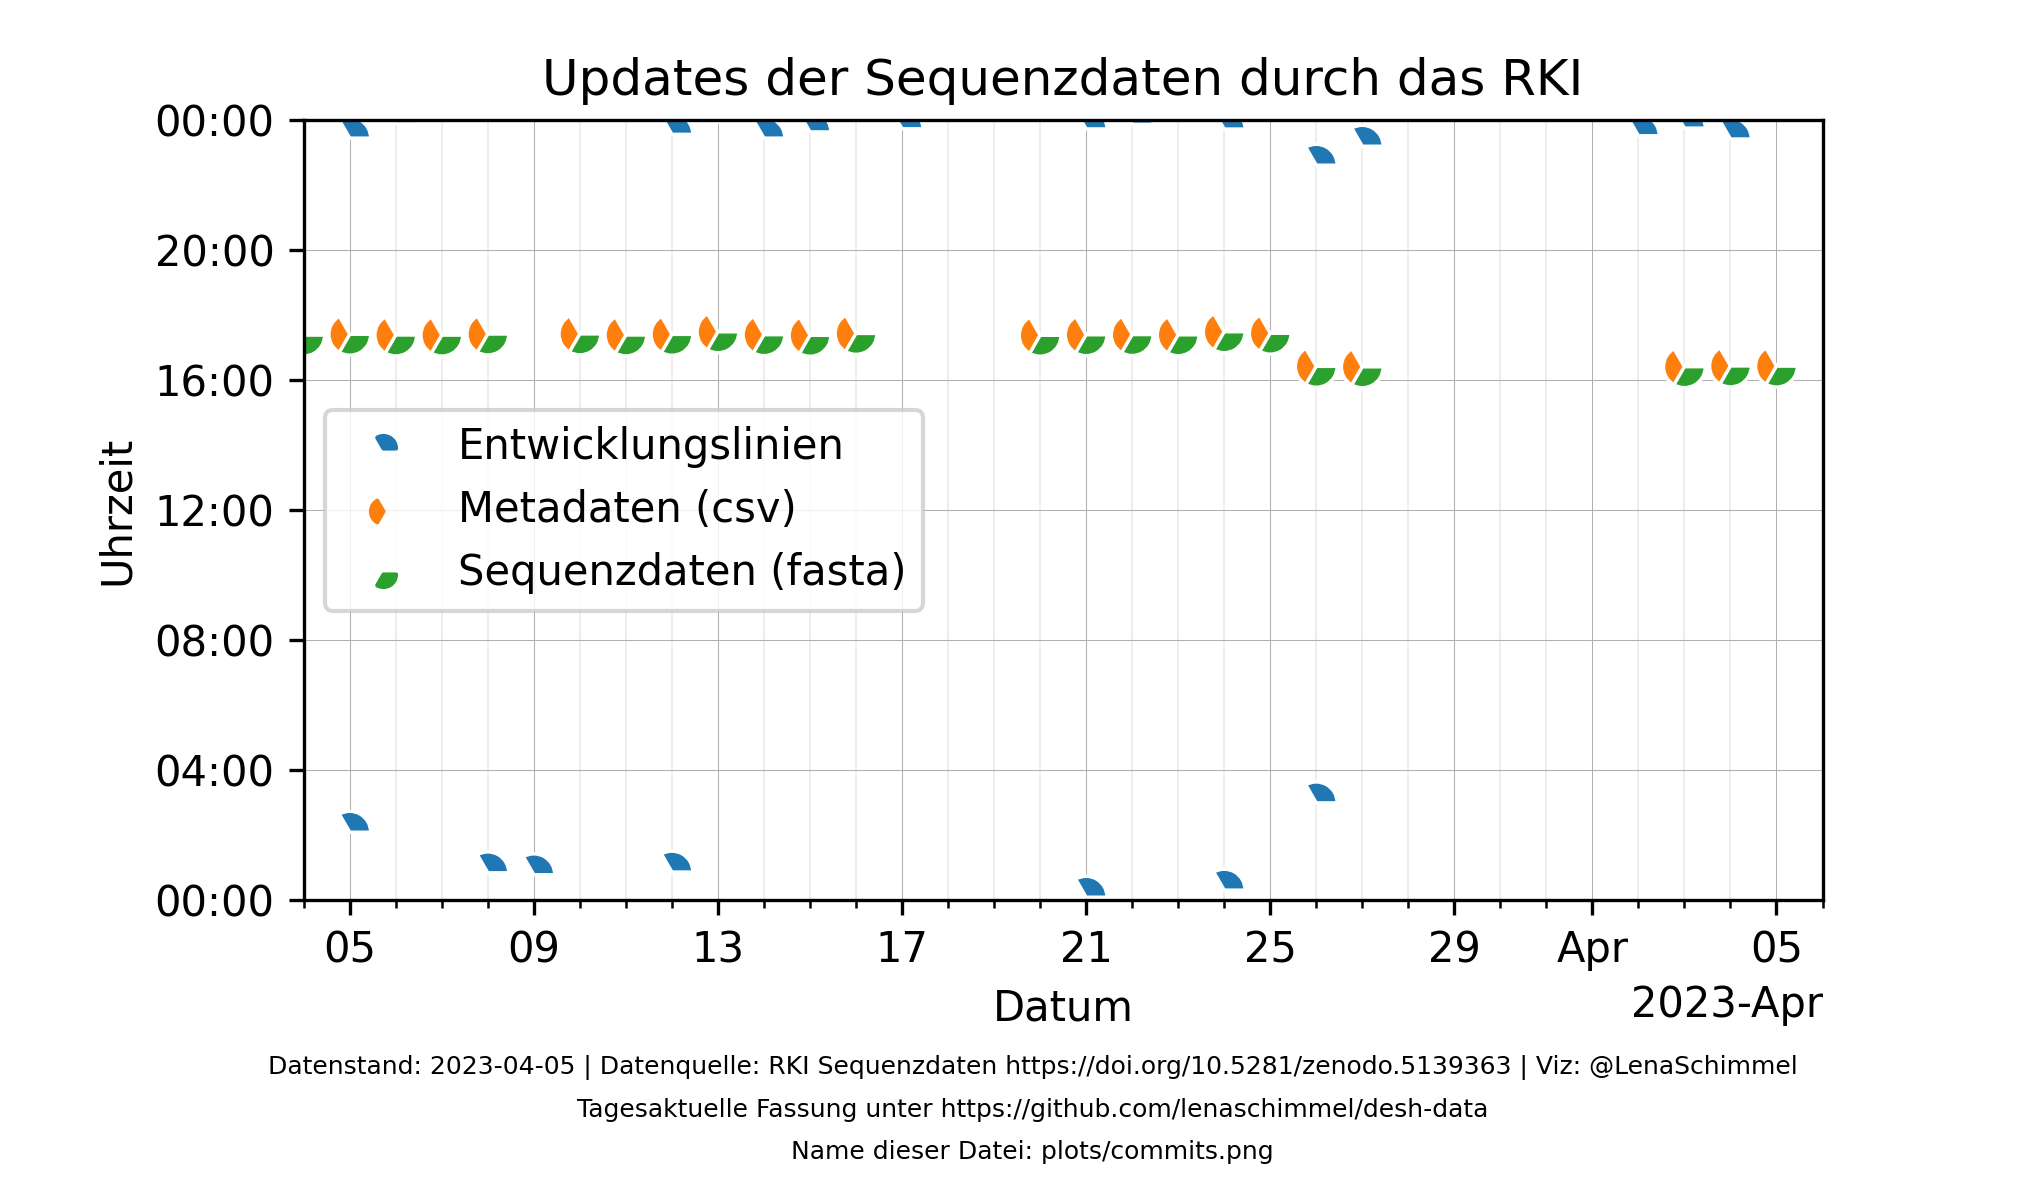 Updates der Sequenzdaten durch das RKI
00:00
20:00
16:00
12:00
08:00
04:00
00:00
Uhrzeit
Entwicklungslinien
Metadaten (csv)
Sequenzdaten (fasta)
05 09 13 17 21 25 29 Apr 05
Datum
2023-Apr
Datenstand: 2023-04-05 | Datenquelle: RKI Sequenzdaten https://doi.org/10.5281/zenodo.5139363 | Viz: @LenaSchimmel
Tagesaktuelle Fassung unter https://github.com/lenaschimmel/desh-data
Name dieser Datei: plots/commits.png